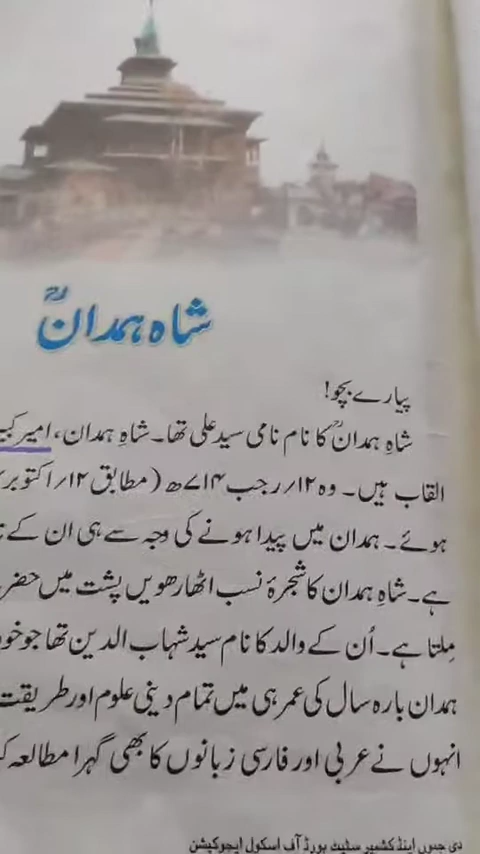 شاہ ہمدانؒ
پیارے بچو!
شاہِ ہمدانؒ کا نام نامی سید علی تھا۔ شاہِ ہمدان، امیر
القاب ہیں۔ وہ ۱۲/ رجب ۷۱۴ھ (مطابق ۱۲/ اکتوبر
ہوئے۔ ہمدان میں پیدا ہونے کی وجہ سے ہی ان کے
ہے۔ شاہِ ہمدان کا شجرۂ نسب اٹھارھویں پشت میں
مِلتا ہے۔ اُن کے والد کا نام سید شہاب الدین تھا جو
ہمدان بارہ سال کی عمر ہی میں تمام دینی علوم اور طریقت
انہوں نے عربی اور فارسی زبانوں کا بھی گہرا مطالعہ
دی جموں اینڈ کشمیر سٹیٹ بورڈ آف اسکول ایجوکیشن